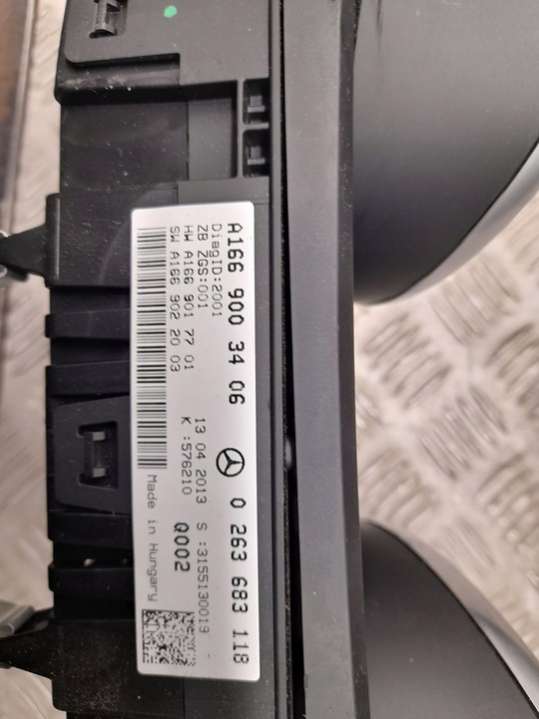 A166 900 34 06 0 263 683 118
DiagID:2001
ZB ZGS:001 13 04 2013 S :3155130019
HW A166 901 77 01 K :576210 Q002
SW A166 902 20 03
Made in Hungary